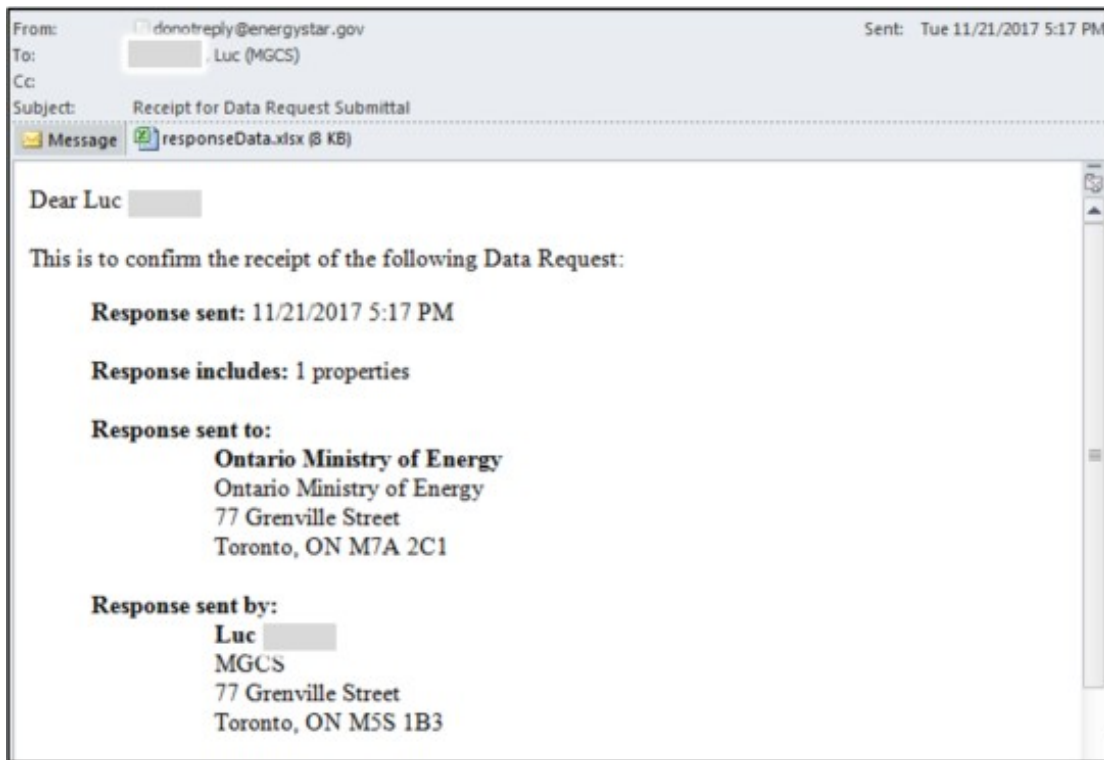 From: donotreply@energystar.gov Sent: Tue 11/21/2017 5:17 PM
To: , Luc (MGCS)
Cc:
Subject: Receipt for Data Request Submittal
Message responseData.xlsx (8 KB)
Dear Luc
This is to confirm the receipt of the following Data Request:
Response sent: 11/21/2017 5:17 PM
Response includes: 1 properties
Response sent to:
Ontario Ministry of Energy
Ontario Ministry of Energy
77 Grenville Street
Toronto, ON M7A 2C1
Response sent by:
Luc
MGCS
77 Grenville Street
Toronto, ON M5S 1B3